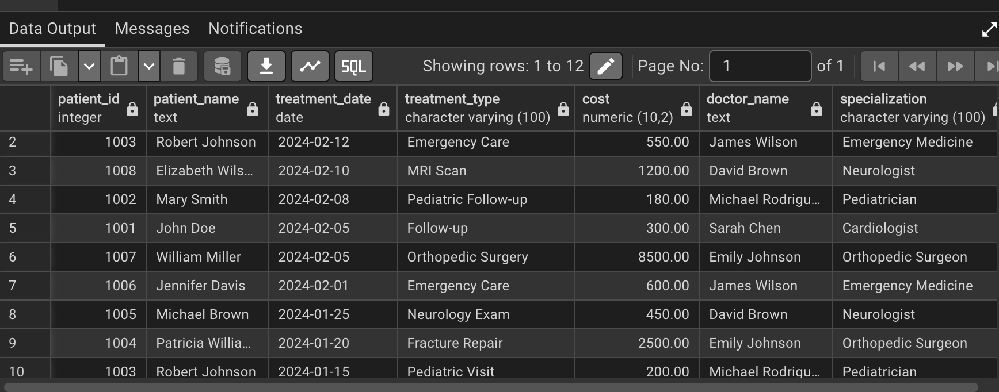 Data Output Messages Notifications
SQL Showing rows: 1 to 12 Page No: 1 of 1
patient_id patient_name treatment_date treatment_type cost doctor_name specialization
integer text date character varying (100) numeric (10,2) text character varying (100)
2 1003 Robert Johnson 2024-02-12 Emergency Care 550.00 James Wilson Emergency Medicine
3 1008 Elizabeth Wils... 2024-02-10 MRI Scan 1200.00 David Brown Neurologist
4 1002 Mary Smith 2024-02-08 Pediatric Follow-up 180.00 Michael Rodrigu... Pediatrician
5 1001 John Doe 2024-02-05 Follow-up 300.00 Sarah Chen Cardiologist
6 1007 William Miller 2024-02-05 Orthopedic Surgery 8500.00 Emily Johnson Orthopedic Surgeon
7 1006 Jennifer Davis 2024-02-01 Emergency Care 600.00 James Wilson Emergency Medicine
8 1005 Michael Brown 2024-01-25 Neurology Exam 450.00 David Brown Neurologist
9 1004 Patricia Willia... 2024-01-20 Fracture Repair 2500.00 Emily Johnson Orthopedic Surgeon
10 1003 Robert Johnson 2024-01-15 Pediatric Visit 200.00 Michael Rodrigu... Pediatrician